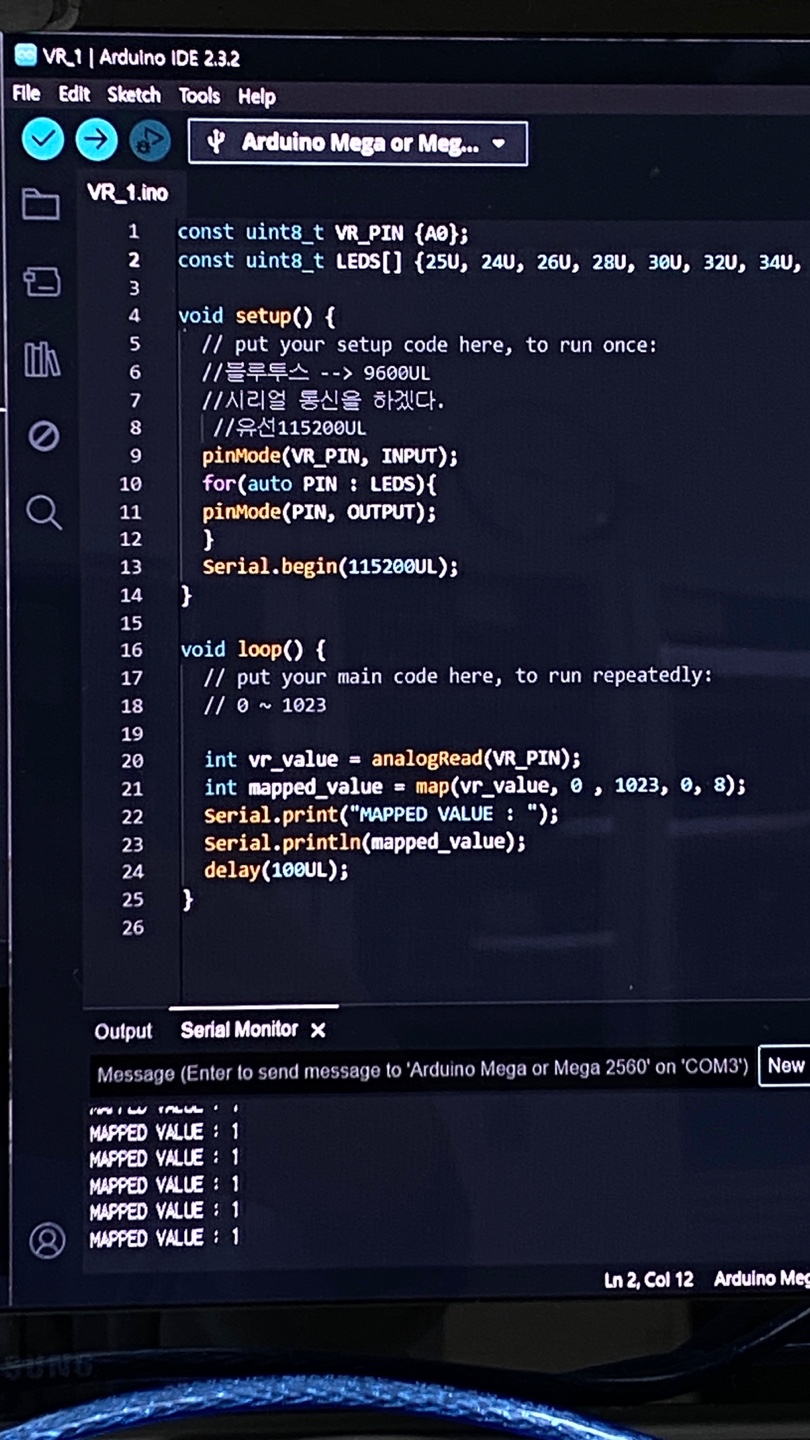 VR_1 | Arduino IDE 2.3.2
File Edit Sketch Tools Help
Arduino Mega or Meg...
VR_1.ino
1 const uint8_t VR_PIN {A0};
2 const uint8_t LEDS[] {25U, 24U, 26U, 28U, 30U, 32U, 34U,
3
4 void setup() {
5 // put your setup code here, to run once:
6 //블루투스 --> 9600UL
7 //시리얼 통신을 하겠다.
8 //유선115200UL
9 pinMode(VR_PIN, INPUT);
10 for(auto PIN : LEDS){
11 pinMode(PIN, OUTPUT);
12 }
13 Serial.begin(115200UL);
14 }
15
16 void loop() {
17 // put your main code here, to run repeatedly:
18 // 0 ~ 1023
19
20 int vr_value = analogRead(VR_PIN);
21 int mapped_value = map(vr_value, 0 , 1023, 0, 8);
22 Serial.print("MAPPED VALUE : ");
23 Serial.println(mapped_value);
24 delay(100UL);
25 }
26
Output Serial Monitor x
Message (Enter to send message to 'Arduino Mega or Mega 2560' on 'COM3') New
MAPPED VALUE : 1
MAPPED VALUE : 1
MAPPED VALUE : 1
MAPPED VALUE : 1
MAPPED VALUE : 1
Ln 2, Col 12 Arduino Meg